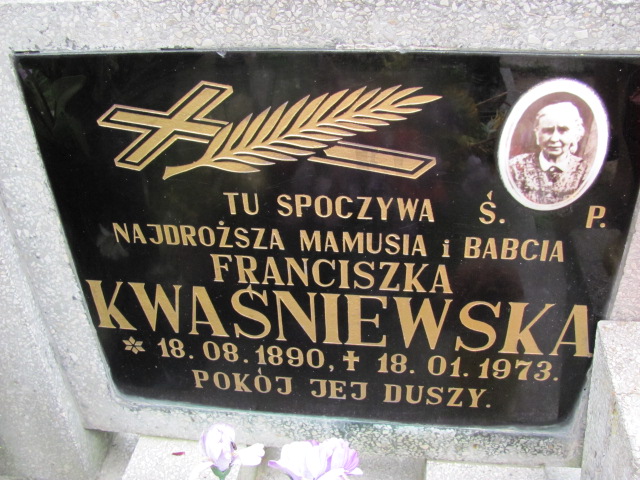 TU SPOCZYWA Ś. P.
NAJDROŻSZA MAMUSIA i BABCIA
FRANCISZKA
KWAŚNIEWSKA
* 18.08.1890, ✝ 18.01.1973.
POKÓJ JEJ DUSZY.